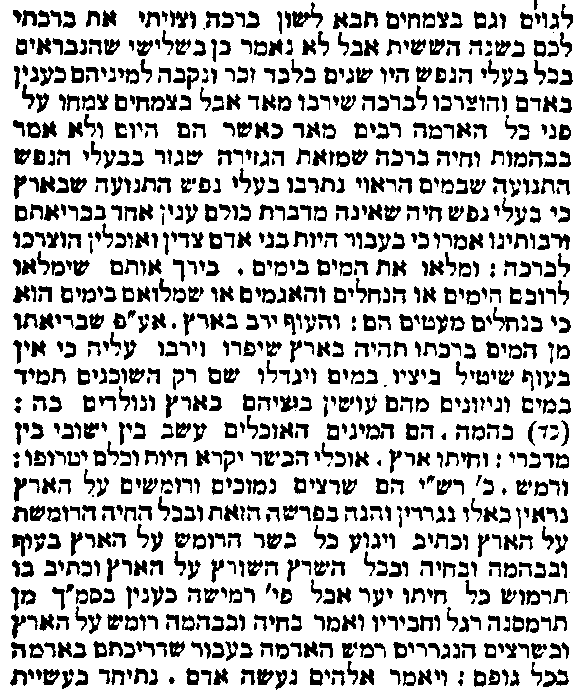 לגוים וגם בצמחים תבא לשון ברכה וצויתי את ברכתי
לכם בשנה הששית אבל לא נאמר כן בשלישי שהנבראים
בכל בעלי הנפש היו שנים בלבד זכר ונקבה למיניהם כענין
באדם והוצרכו לברכה שירבו מאד אבל בצמחים צמחו על
פני כל האדמה רבים מאד כאשר הם היום ולא אמר
בבהמות וחיה ברכה שמזאת הגזירה שגזר בבעלי הנפש
התנועה שבמים הראוי נתרבו בעלי נפש התנועה שבארץ
כי בעלי נפש חיה שאינה מדברת כולם ענין אחד בבריאתם
ורבותינו אמרו כי בעבור היות בני אדם צדין ואוכלין הוצרכו
לברכה : ומלאו את המים בימים . בירך אותם שימלאו
לרובם הימים או הנחלים והאגמים או שמלואם בימים הוא
כי בנחלים מעטים הם : והעוף ירב בארץ . אע"פ שבריאתו
מן המים ברכתו תהיה בארץ שיפרו וירבו עליה כי אין
בעוף שיטיל ביציו במים ויגדלו שם רק השוכנים תמיד
במים וניזונים מהם עושין בציהם בארץ ונולדים בה :
(כד) בהמה . הם המינים האוכלים עשב בין ישובי בין
מדברי : וחיתו ארץ . אוכלי הבשר יקרא חיות וכלם יטרופו :
ורמש . כ' רש"י הם שרצים נמוכים ורומשים על הארץ
נראין כאלו נגררין והנה בפרשה הזאת ובכל החיה הרומשת
על הארץ וכתיב ויגוע כל בשר הרומש על הארץ בעוף
ובבהמה ובחיה ובכל השרץ השורץ על הארץ וכתיב בו
תרמוש כל חיתו יער אבל פי' רמישה כענין בסמ"ך מן
תרמסנה רגל וחביריו ואמר בחיה ובבהמה רומש על הארץ
ובשרצים הנגררים רמש האדמה בעבור שדריכתם באדמה
בכל גופם : ויאמר אלהים נעשה אדם . נתיחד בעשיית